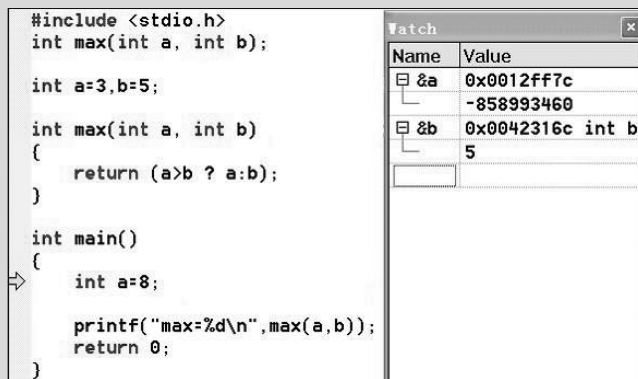 #include <stdio.h>
int max(int a, int b);
int a=3,b=5;
int max(int a, int b)
{
return (a>b ? a:b);
}
int main()
{
int a=8;
printf("max=%d\n",max(a,b));
return 0;
}
Watch
Name Value
&a 0x0012ff7c
-858993460
&b 0x0042316c int b
5